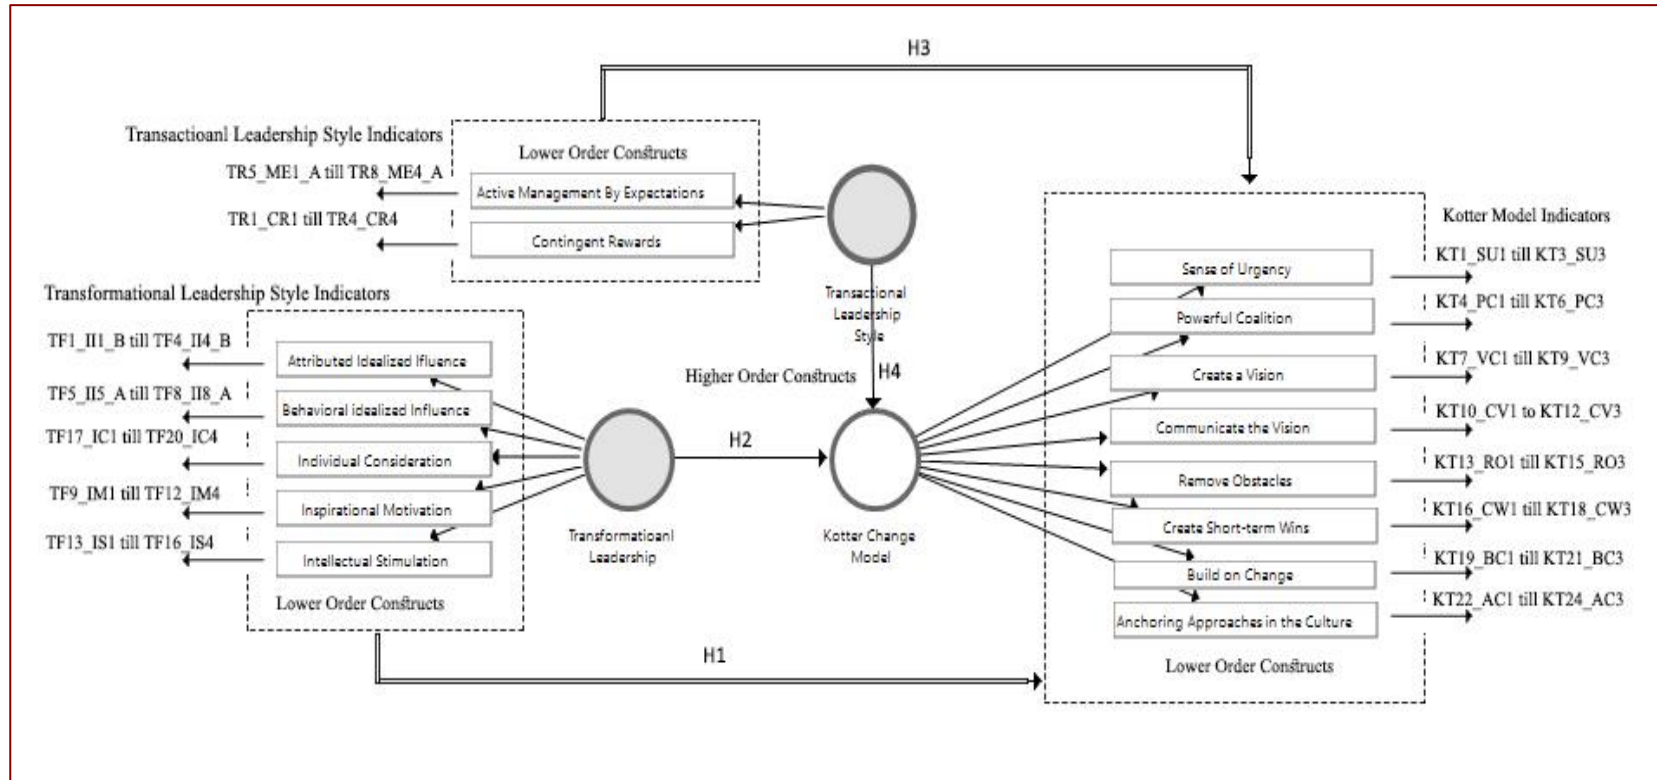 H3
Transactioanl Leadership Style Indicators
Lower Order Constructs
TR5_ME1_A till TR8_ME4_A
Active Management By Expectations
TR1_CR1 till TR4_CR4
Contingent Rewards
Transactional
Leadership
Style
Transformational Leadership Style Indicators
TF1_II1_B till TF4_II4_B
Attributed Idealized Ifluence
TF5_II5_A till TF8_II8_A
Behavioral idealized Influence
TF17_IC1 till TF20_IC4
Individual Consideration
TF9_IM1 till TF12_IM4
Inspirational Motivation
TF13_IS1 till TF16_IS4
Intellectual Stimulation
Lower Order Constructs
Higher Order Constructs
H4
H2
Transformatioanl
Leadership
Kotter Change
Model
H1
Kotter Model Indicators
Sense of Urgency
KT1_SU1 till KT3_SU3
Powerful Coalition
KT4_PC1 till KT6_PC3
Create a Vision
KT7_VC1 till KT9_VC3
Communicate the Vision
KT10_CV1 to KT12_CV3
Remove Obstacles
KT13_RO1 till KT15_RO3
Create Short-term Wins
KT16_CW1 till KT18_CW3
Build on Change
KT19_BC1 till KT21_BC3
Anchoring Approaches in the Culture
KT22_AC1 till KT24_AC3
Lower Order Constructs